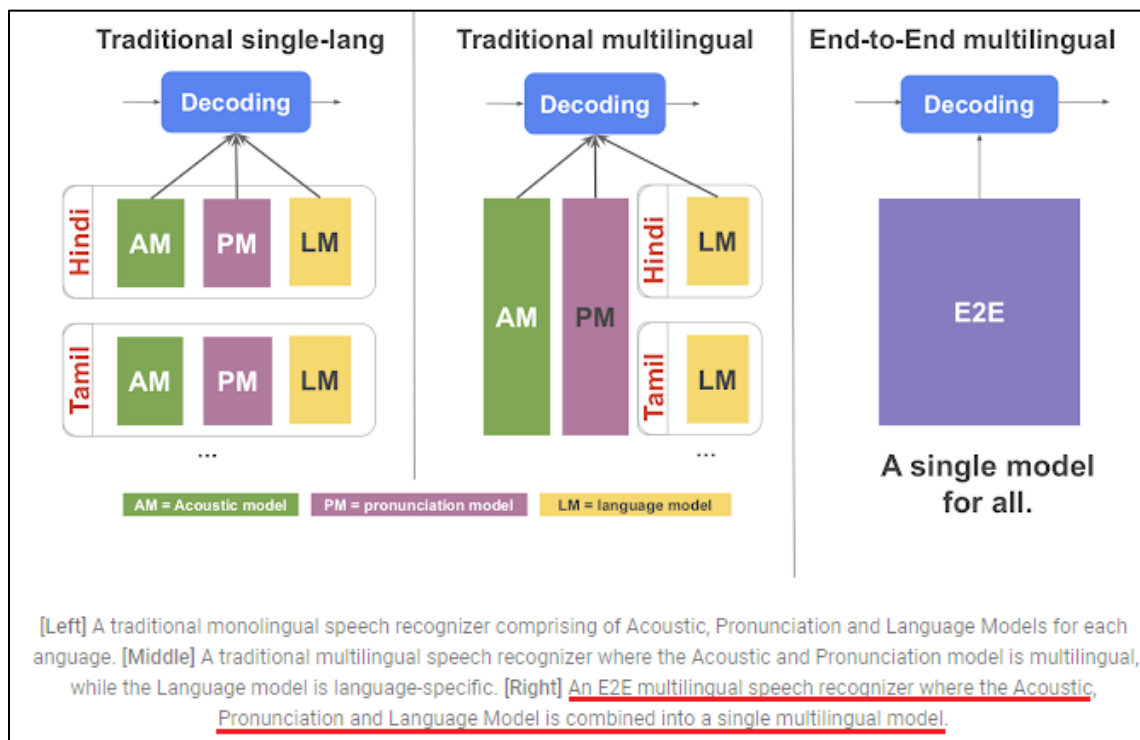 Traditional single-lang
Decoding
Hindi
AM
PM
LM
Tamil
AM
PM
LM
...
Traditional multilingual
Decoding
AM
PM
Hindi
LM
Tamil
LM
...
End-to-End multilingual
Decoding
E2E
A single model
for all.
AM = Acoustic model
PM = pronunciation model
LM = language model
[Left] A traditional monolingual speech recognizer comprising of Acoustic, Pronunciation and Language Models for each
anguage. [Middle] A traditional multilingual speech recognizer where the Acoustic and Pronunciation model is multilingual,
while the Language model is language-specific. [Right] An E2E multilingual speech recognizer where the Acoustic,
Pronunciation and Language Model is combined into a single multilingual model.